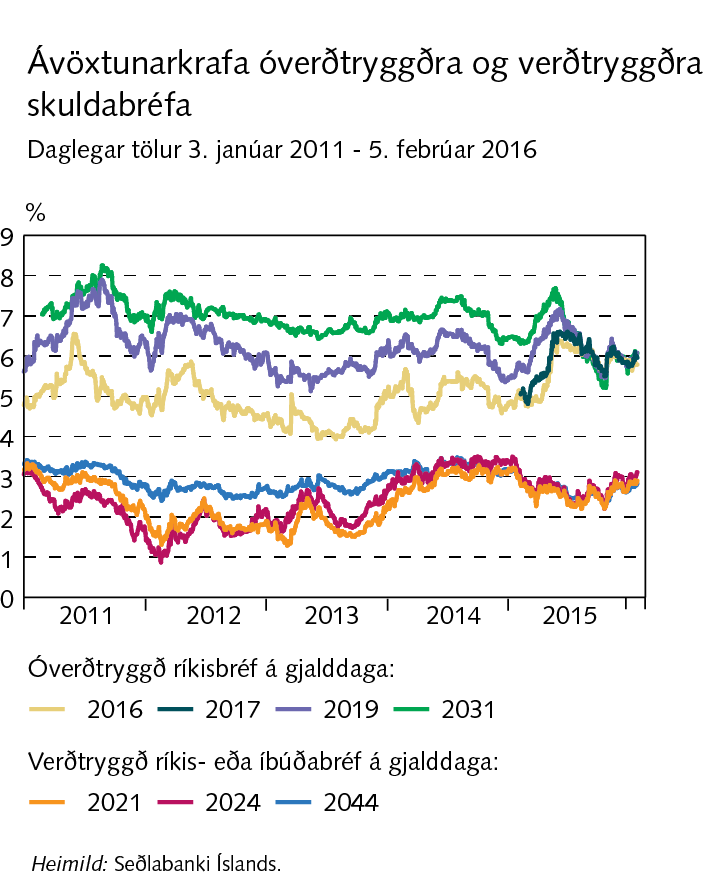 Ávöxtunarkrafa óverðtryggðra og verðtryggðra
skuldabréfa
Daglegar tölur 3. janúar 2011 - 5. febrúar 2016
%
9
8
7
6
5
4
3
2
1
0
2011 2012 2013 2014 2015
Óverðtryggð ríkisbréf á gjalddaga:
2016 2017 2019 2031
Verðtryggð ríkis- eða íbúðabréf á gjalddaga:
2021 2024 2044
Heimild: Seðlabanki Íslands.